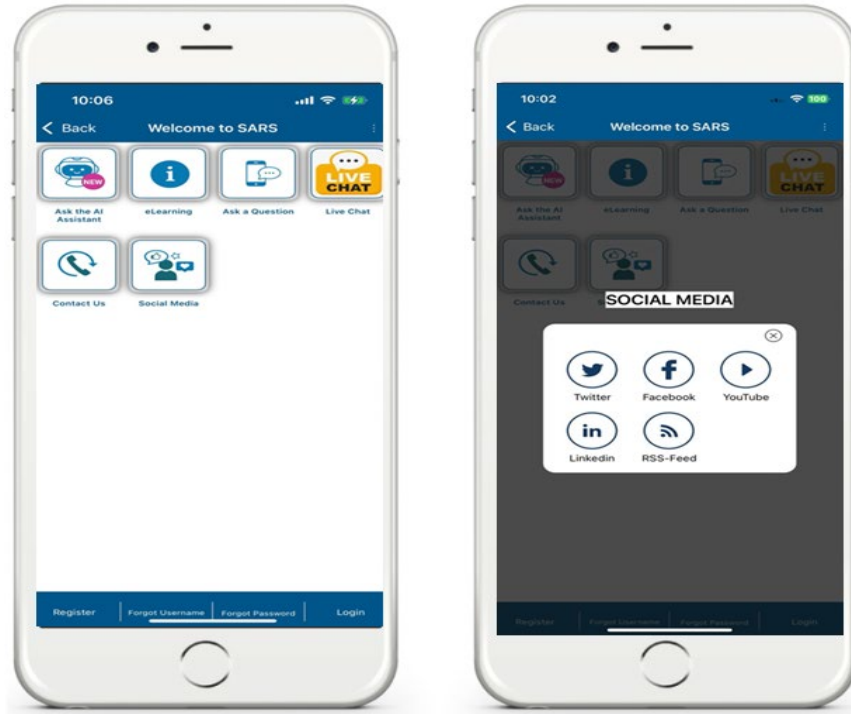 10:06
Back Welcome to SARS
NEW
LIVE
CHAT
Ask the AI
Assistant
eLearning
Ask a Question
Live Chat
Contact Us
Social Media
Register
Forgot Username
Forgot Password
Login
10:02
100
Back Welcome to SARS
NEW
LIVE
CHAT
Ask the AI
Assistant
eLearning
Ask a Question
Live Chat
Contact Us
SOCIAL MEDIA
Twitter
Facebook
YouTube
in
Linkedin
RSS-Feed
Register
Forgot Username
Forgot Password
Login